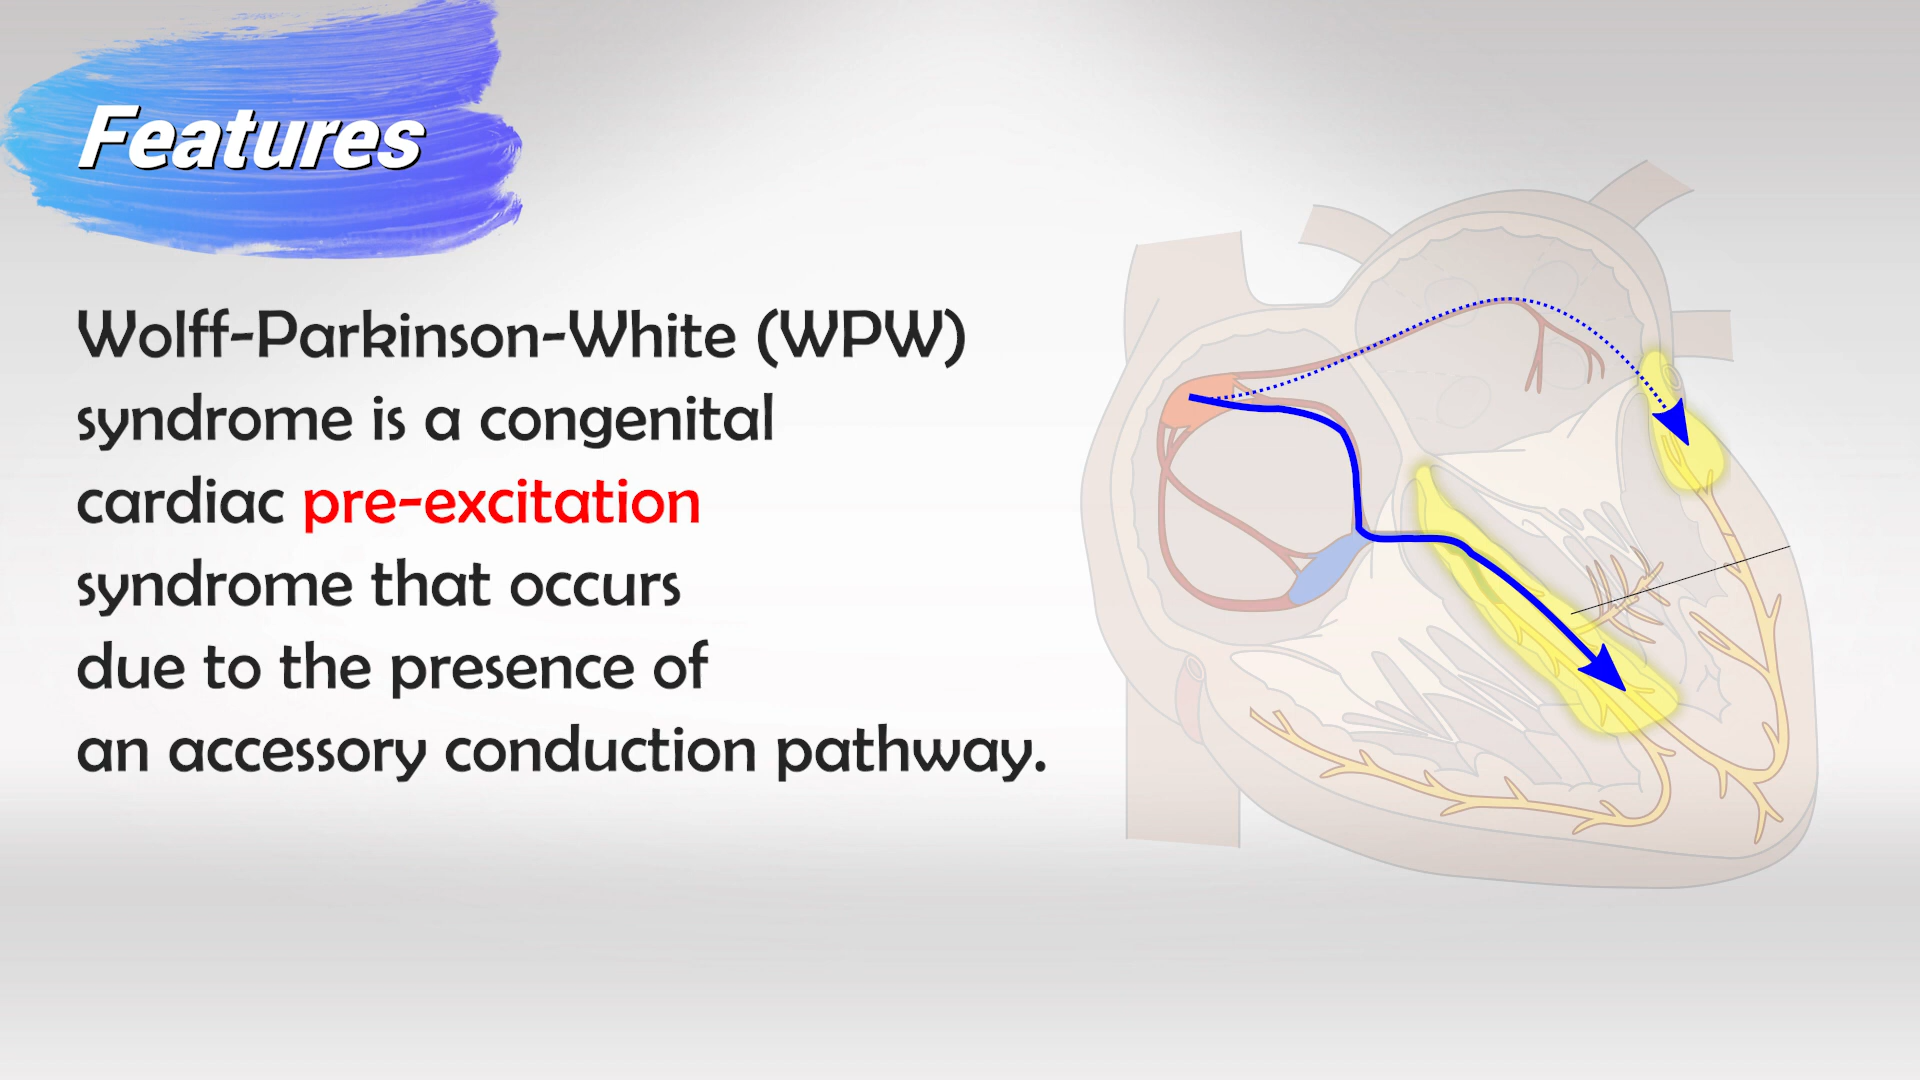 Features
Wolff-Parkinson-White (WPW)
syndrome is a congenital
cardiac pre-excitation
syndrome that occurs
due to the presence of
an accessory conduction pathway.